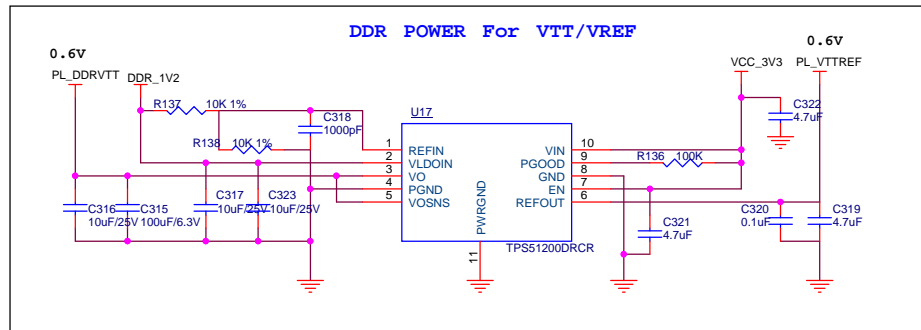 DDR POWER For VTT/VREF
0.6V
0.6V
PL_DDRVTT
DDR_1V2
VCC_3V3
PL_VTTREF
R137
10K 1%
C318
1000pF
U17
C322
4.7uF
R138
10K 1%
1
REFIN
VIN
10
2
VLDOIN
PGOOD
9
R136
100K
3
VO
GND
8
4
PGND
EN
7
5
VOSNS
REFOUT
6
PWRGND
11
TPS51200DRCR
C316
10uF/25V
C315
100uF/6.3V
C317
10uF/25V
C323
10uF/25V
C321
4.7uF
C320
0.1uF
C319
4.7uF